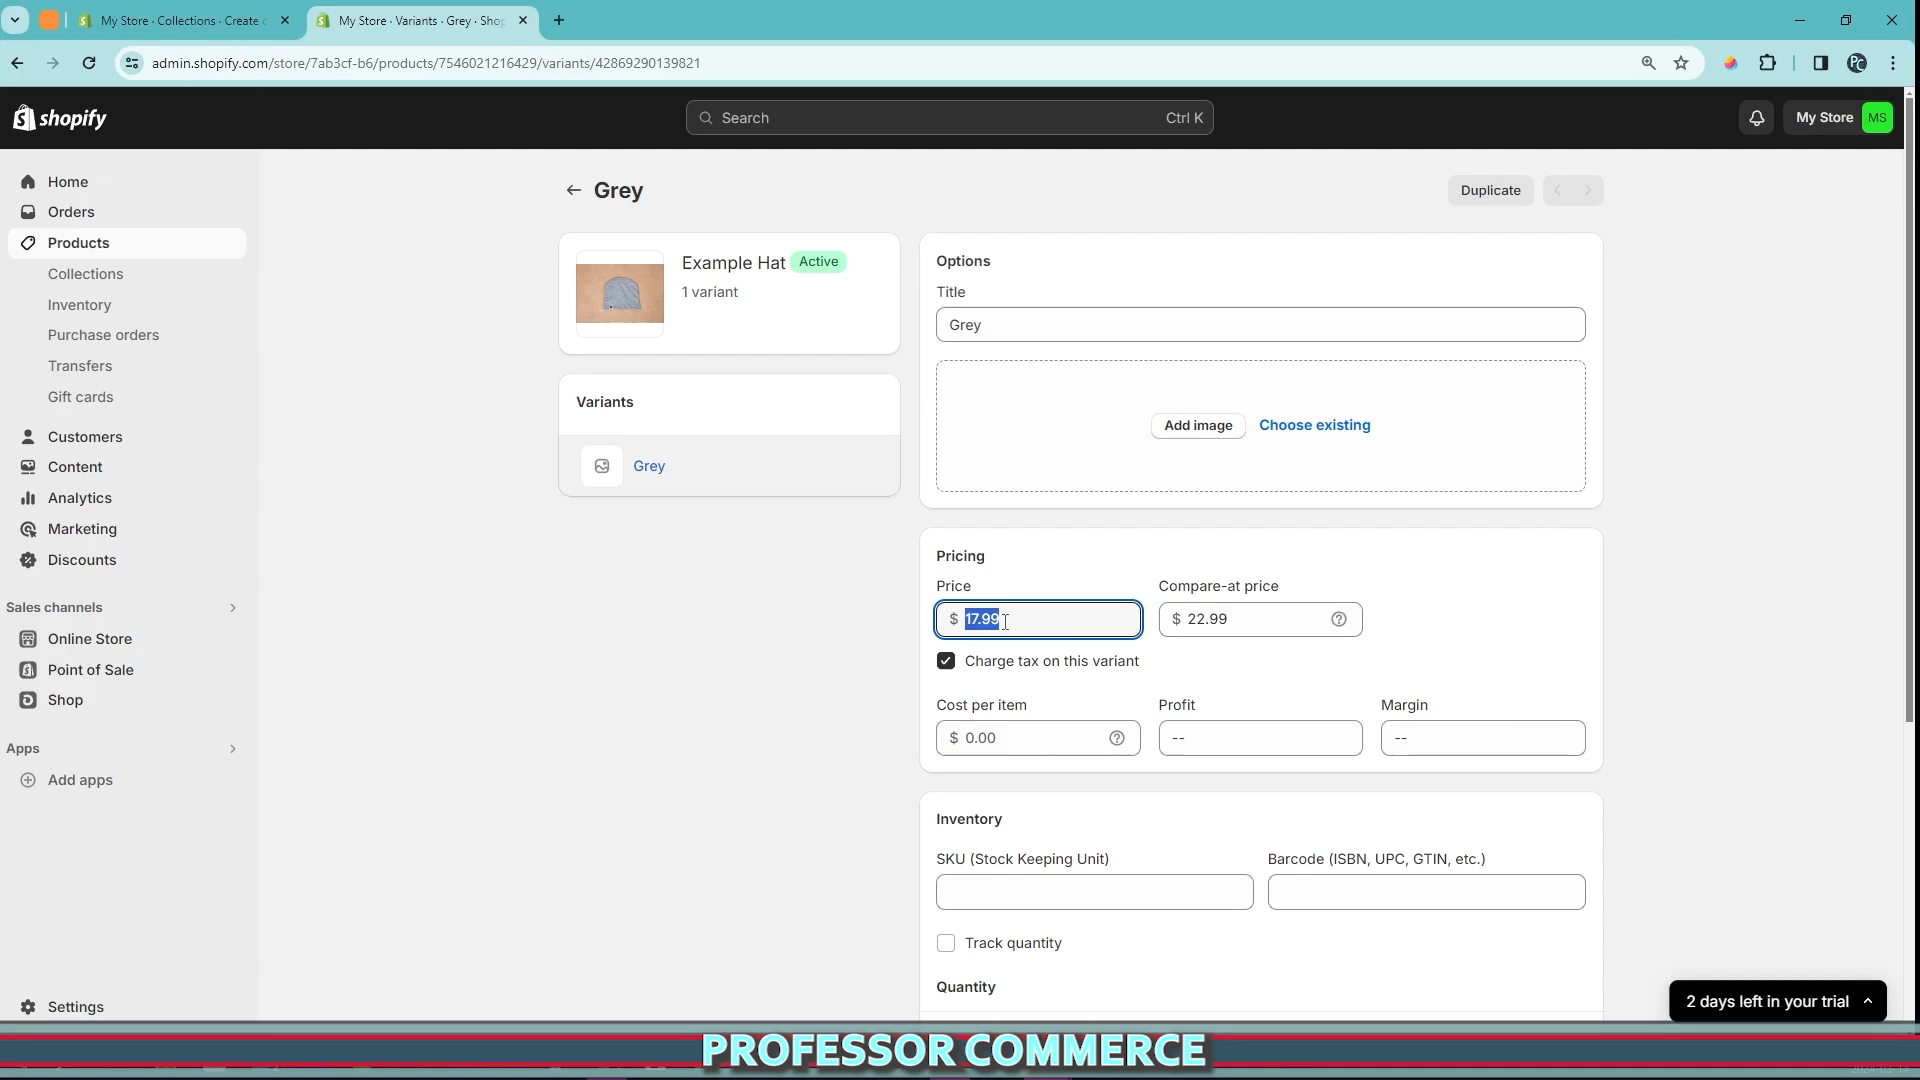 My Store · Collections · Create c
My Store · Variants · Grey · Shop
admin.shopify.com/store/7ab3cf-b6/products/7546021216429/variants/42869290139821
PC
shopify
Search
Ctrl K
My Store
MS
Home
Orders
Products
Collections
Inventory
Purchase orders
Transfers
Gift cards
Customers
Content
Analytics
Marketing
Discounts
Sales channels
Online Store
Point of Sale
Shop
Apps
Add apps
Settings
Grey
Duplicate
Example Hat
Active
1 variant
Variants
Grey
Options
Title
Grey
Add image
Choose existing
Pricing
Price
Compare-at price
$ 17.99
$ 22.99
Charge tax on this variant
Cost per item
Profit
Margin
$ 0.00
--
--
Inventory
SKU (Stock Keeping Unit)
Barcode (ISBN, UPC, GTIN, etc.)
Track quantity
Quantity
2 days left in your trial
PROFESSOR COMMERCE